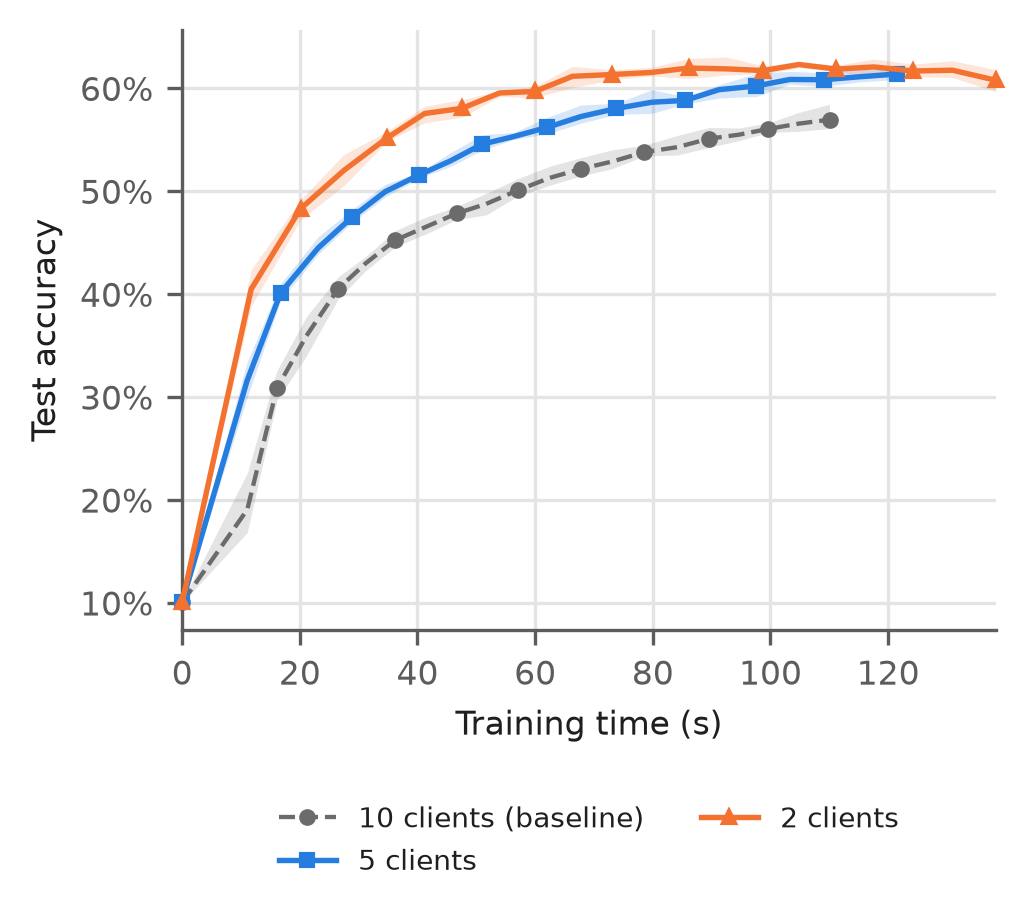 60%
50%
40%
30%
20%
10%
Test accuracy
0 20 40 60 80 100 120
Training time (s)
10 clients (baseline)
2 clients
5 clients